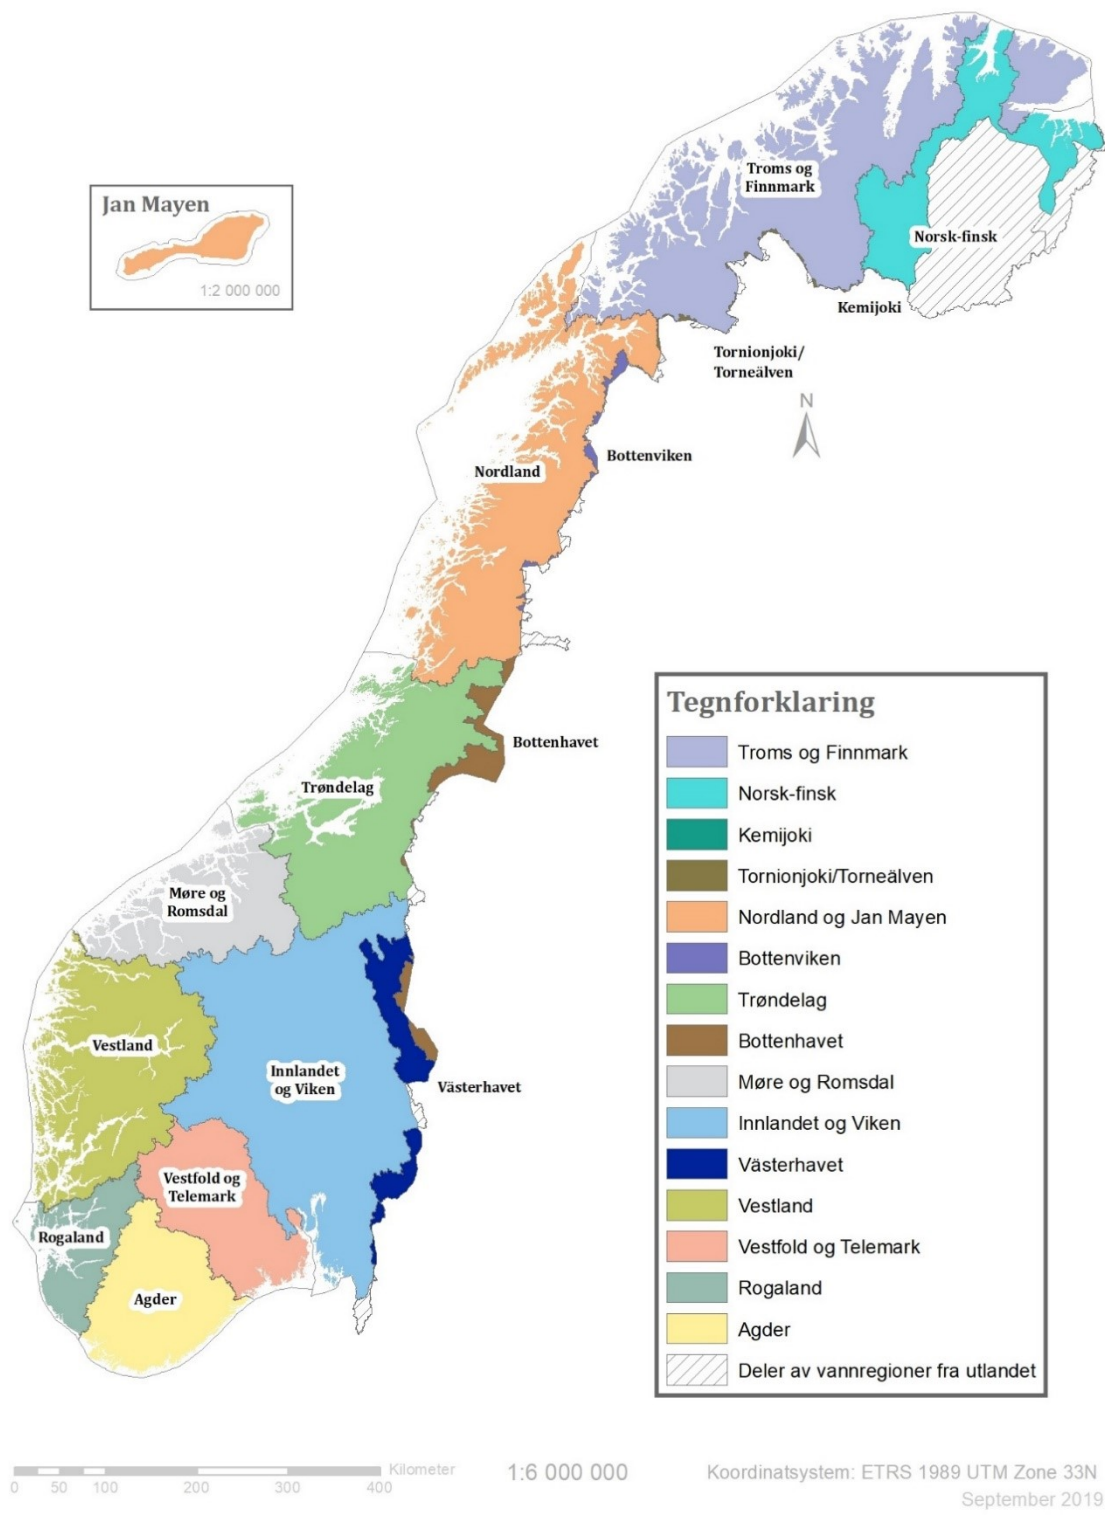 Jan Mayen
1:2 000 000
Troms og
Finnmark
Norsk-finsk
Kemijoki
Tornionjoki/
Torneälven
N
Bottenviken
Nordland
Bottenhavet
Trøndelag
Møre og
Romsdal
Vestland
Innlandet
og Viken
Västerhavet
Vestfold og
Telemark
Rogaland
Agder
Tegnforklaring
Troms og Finnmark
Norsk-finsk
Kemijoki
Tornionjoki/Torneälven
Nordland og Jan Mayen
Bottenviken
Trøndelag
Bottenhavet
Møre og Romsdal
Innlandet og Viken
Västerhavet
Vestland
Vestfold og Telemark
Rogaland
Agder
Deler av vannregioner fra utlandet
Kilometer
0 50 100 200 300 400
1:6 000 000
Koordinatsystem: ETRS 1989 UTM Zone 33N
September 2019